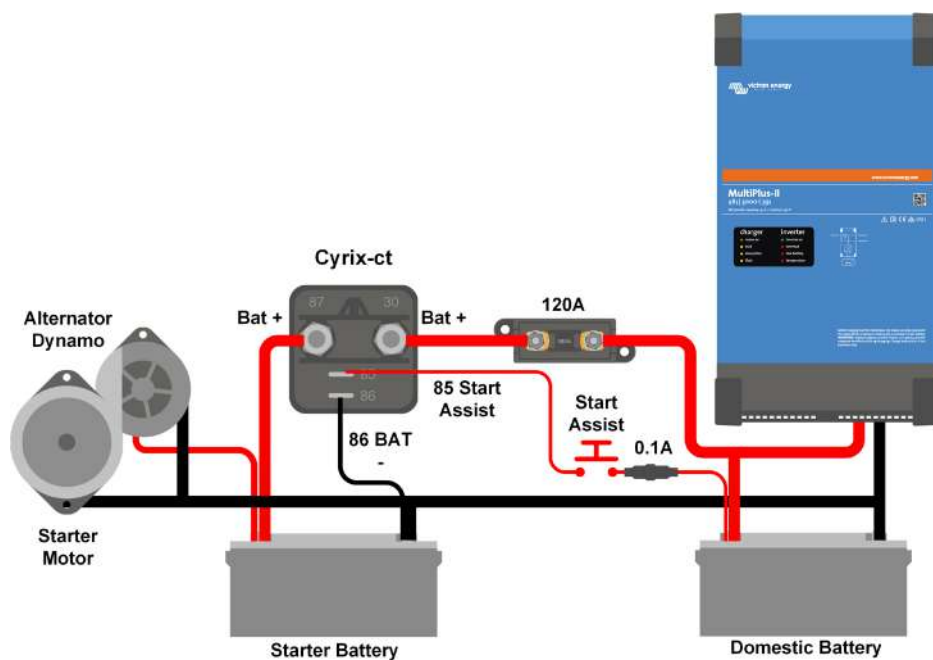 victron energy
MultiPlus-II
charger
inverter
Cyrix-ct
87
30
120A
Bat +
Bat +
Alternator
Dynamo
85
86
85 Start
Assist
Start
Assist
86 BAT
-
0.1A
Starter
Motor
Starter Battery
Domestic Battery